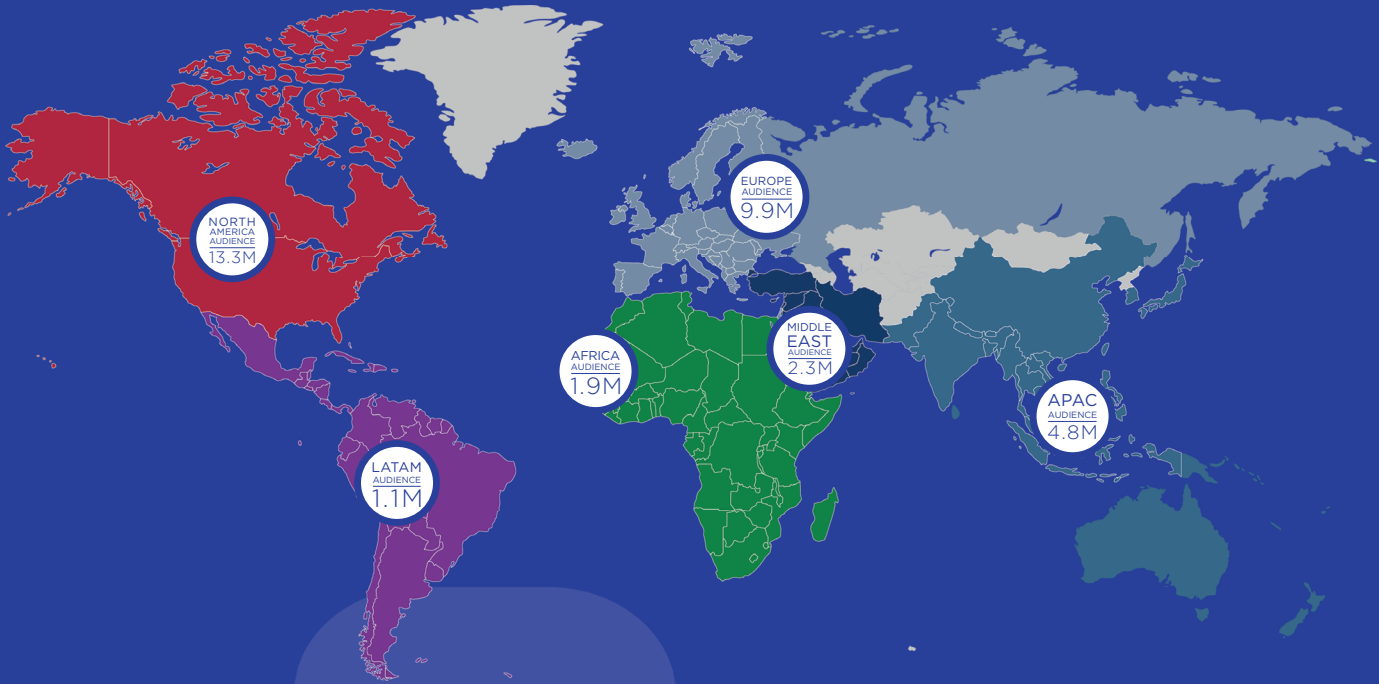 NORTH
AMERICA
AUDIENCE
13.3M
EUROPE
AUDIENCE
9.9M
MIDDLE
EAST
AUDIENCE
2.3M
AFRICA
AUDIENCE
1.9M
APAC
AUDIENCE
4.8M
LATAM
AUDIENCE
1.1M